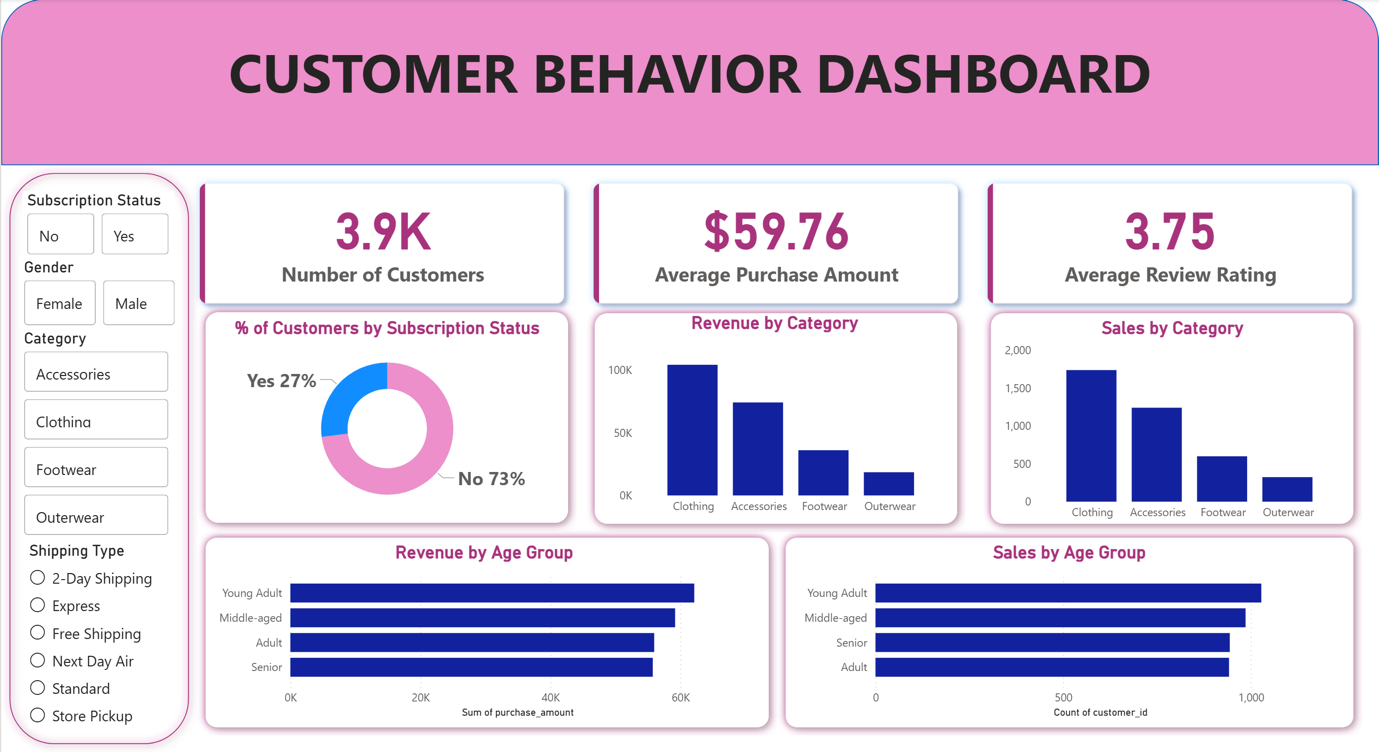 CUSTOMER BEHAVIOR DASHBOARD
Subscription Status
No
Yes
Gender
Female
Male
Category
Accessories
Clothing
Footwear
Outerwear
Shipping Type
2-Day Shipping
Express
Free Shipping
Next Day Air
Standard
Store Pickup
3.9K
Number of Customers
$59.76
Average Purchase Amount
3.75
Average Review Rating
% of Customers by Subscription Status
Yes 27%
No 73%
Revenue by Category
100K
50K
0K
Clothing
Accessories
Footwear
Outerwear
Sales by Category
2,000
1,500
1,000
500
0
Clothing
Accessories
Footwear
Outerwear
Revenue by Age Group
Young Adult
Middle-aged
Adult
Senior
0K
20K
40K
60K
Sum of purchase_amount
Sales by Age Group
Young Adult
Middle-aged
Senior
Adult
0
500
1,000
Count of customer_id